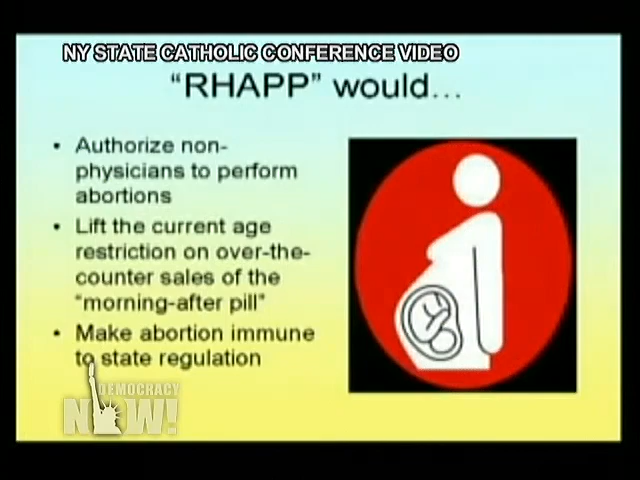 NY STATE CATHOLIC CONFERENCE VIDEO
“RHAPP” would...
• Authorize non-
physicians to perform
abortions
• Lift the current age
restriction on over-the-
counter sales of the
“morning-after pill”
• Make abortion immune
to state regulation
DEMOCRACY
NOW!